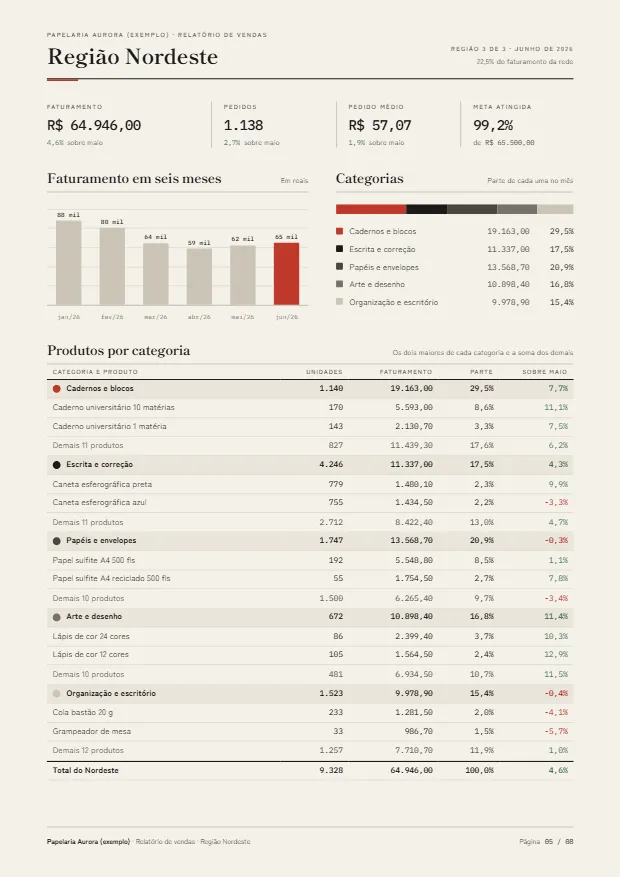 PAPELARIA AURORA (EXEMPLO) · RELATÓRIO DE VENDAS
Região Nordeste
REGIÃO 3 DE 3 · JUNHO DE 2026
22,5% do faturamento da rede
FATURAMENTO
R$ 64.946,00
4,6% sobre maio
PEDIDOS
1.138
2,7% sobre maio
PEDIDO MÉDIO
R$ 57,07
1,9% sobre maio
META ATINGIDA
99,2%
de R$ 65.500,00
Faturamento em seis meses Em reais
88 mil 80 mil 64 mil 59 mil 62 mil 65 mil
jan/26 fev/26 mar/26 abr/26 mai/26 jun/26
Categorias Parte de cada uma no mês
Cadernos e blocos 19.163,00 29,5%
Escrita e correção 11.337,00 17,5%
Papéis e envelopes 13.568,70 20,9%
Arte e desenho 10.898,40 16,8%
Organização e escritório 9.978,90 15,4%
Produtos por categoria Os dois maiores de cada categoria e a soma dos demais
CATEGORIA E PRODUTO UNIDADES FATURAMENTO PARTE SOBRE MAIO
Cadernos e blocos 1.140 19.163,00 29,5% 7,7%
Caderno universitário 10 matérias 170 5.593,00 8,6% 11,1%
Caderno universitário 1 matéria 143 2.130,70 3,3% 7,5%
Demais 11 produtos 827 11.439,30 17,6% 6,2%
Escrita e correção 4.246 11.337,00 17,5% 4,3%
Caneta esferográfica preta 779 1.480,10 2,3% 9,9%
Caneta esferográfica azul 755 1.434,50 2,2% -3,3%
Demais 11 produtos 2.712 8.422,40 13,0% 4,7%
Papéis e envelopes 1.747 13.568,70 20,9% -0,3%
Papel sulfite A4 500 fls 192 5.548,80 8,5% 1,1%
Papel sulfite A4 reciclado 500 fls 55 1.754,50 2,7% 7,8%
Demais 10 produtos 1.500 6.265,40 9,7% -3,4%
Arte e desenho 672 10.898,40 16,8% 11,4%
Lápis de cor 24 cores 86 2.399,40 3,7% 10,3%
Lápis de cor 12 cores 105 1.564,50 2,4% 12,9%
Demais 10 produtos 481 6.934,50 10,7% 11,5%
Organização e escritório 1.523 9.978,90 15,4% -0,4%
Cola bastão 20 g 233 1.281,50 2,0% -4,1%
Grampeador de mesa 33 986,70 1,5% -5,7%
Demais 12 produtos 1.257 7.710,70 11,9% 1,0%
Total do Nordeste 9.328 64.946,00 100,0% 4,6%
Papelaria Aurora (exemplo) · Relatório de vendas · Região Nordeste Página 05 / 08